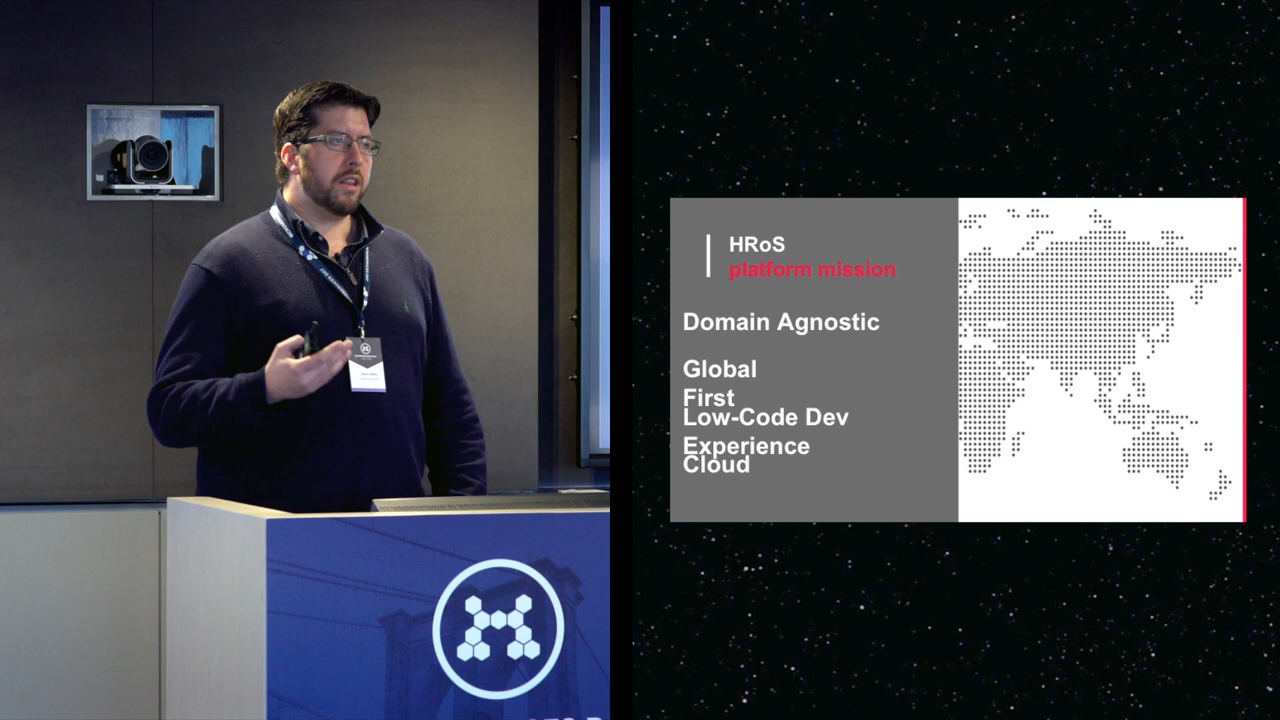 HRoS
platform mission
Domain Agnostic
Global
First
Low-Code Dev
Experience
Cloud